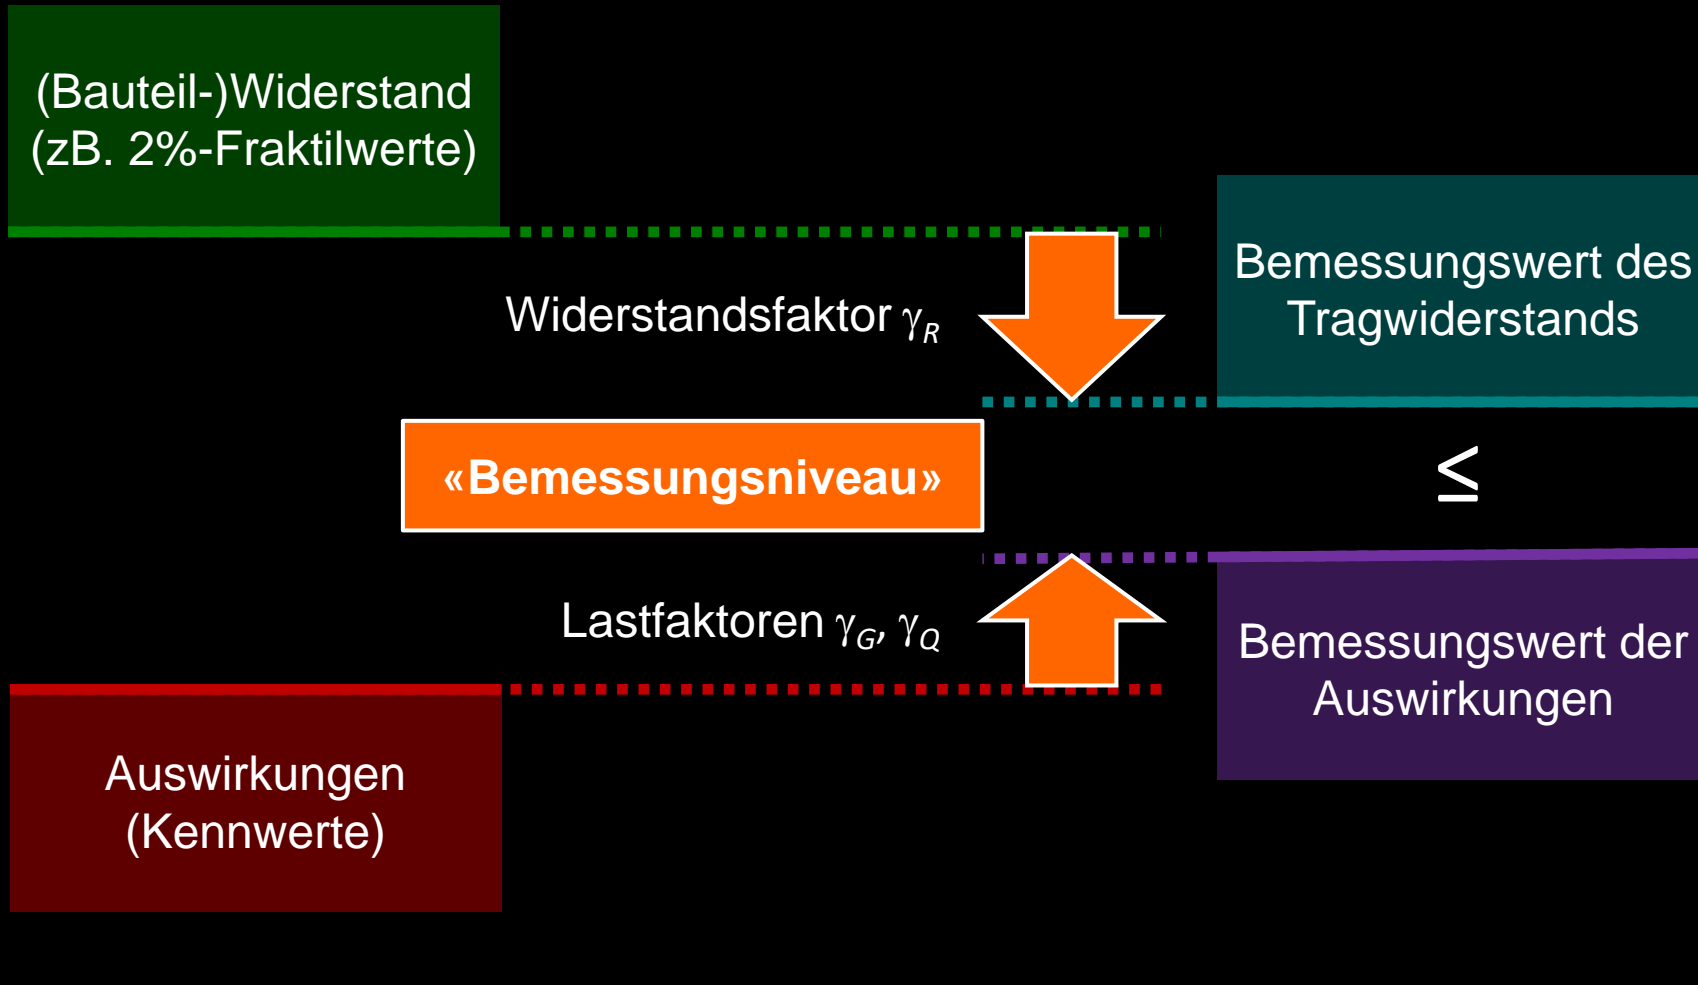 (Bauteil-)Widerstand
(zB. 2%-Fraktilwerte)
Bemessungswert des
Tragwiderstands
Widerstandsfaktor γR
«Bemessungsniveau»
≤
Lastfaktoren γG, γQ
Bemessungswert der
Auswirkungen
Auswirkungen
(Kennwerte)